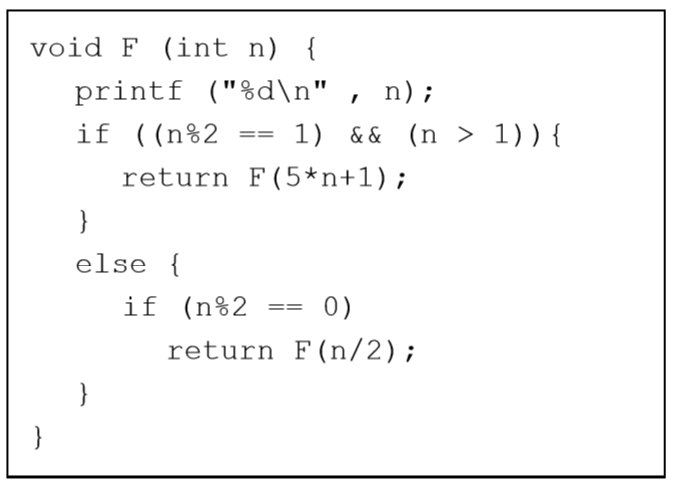 void F (int n) {
printf ("%d\n" , n);
if ((n%2 == 1) && (n > 1)){
return F(5*n+1);
}
else {
if (n%2 == 0)
return F(n/2);
}
}